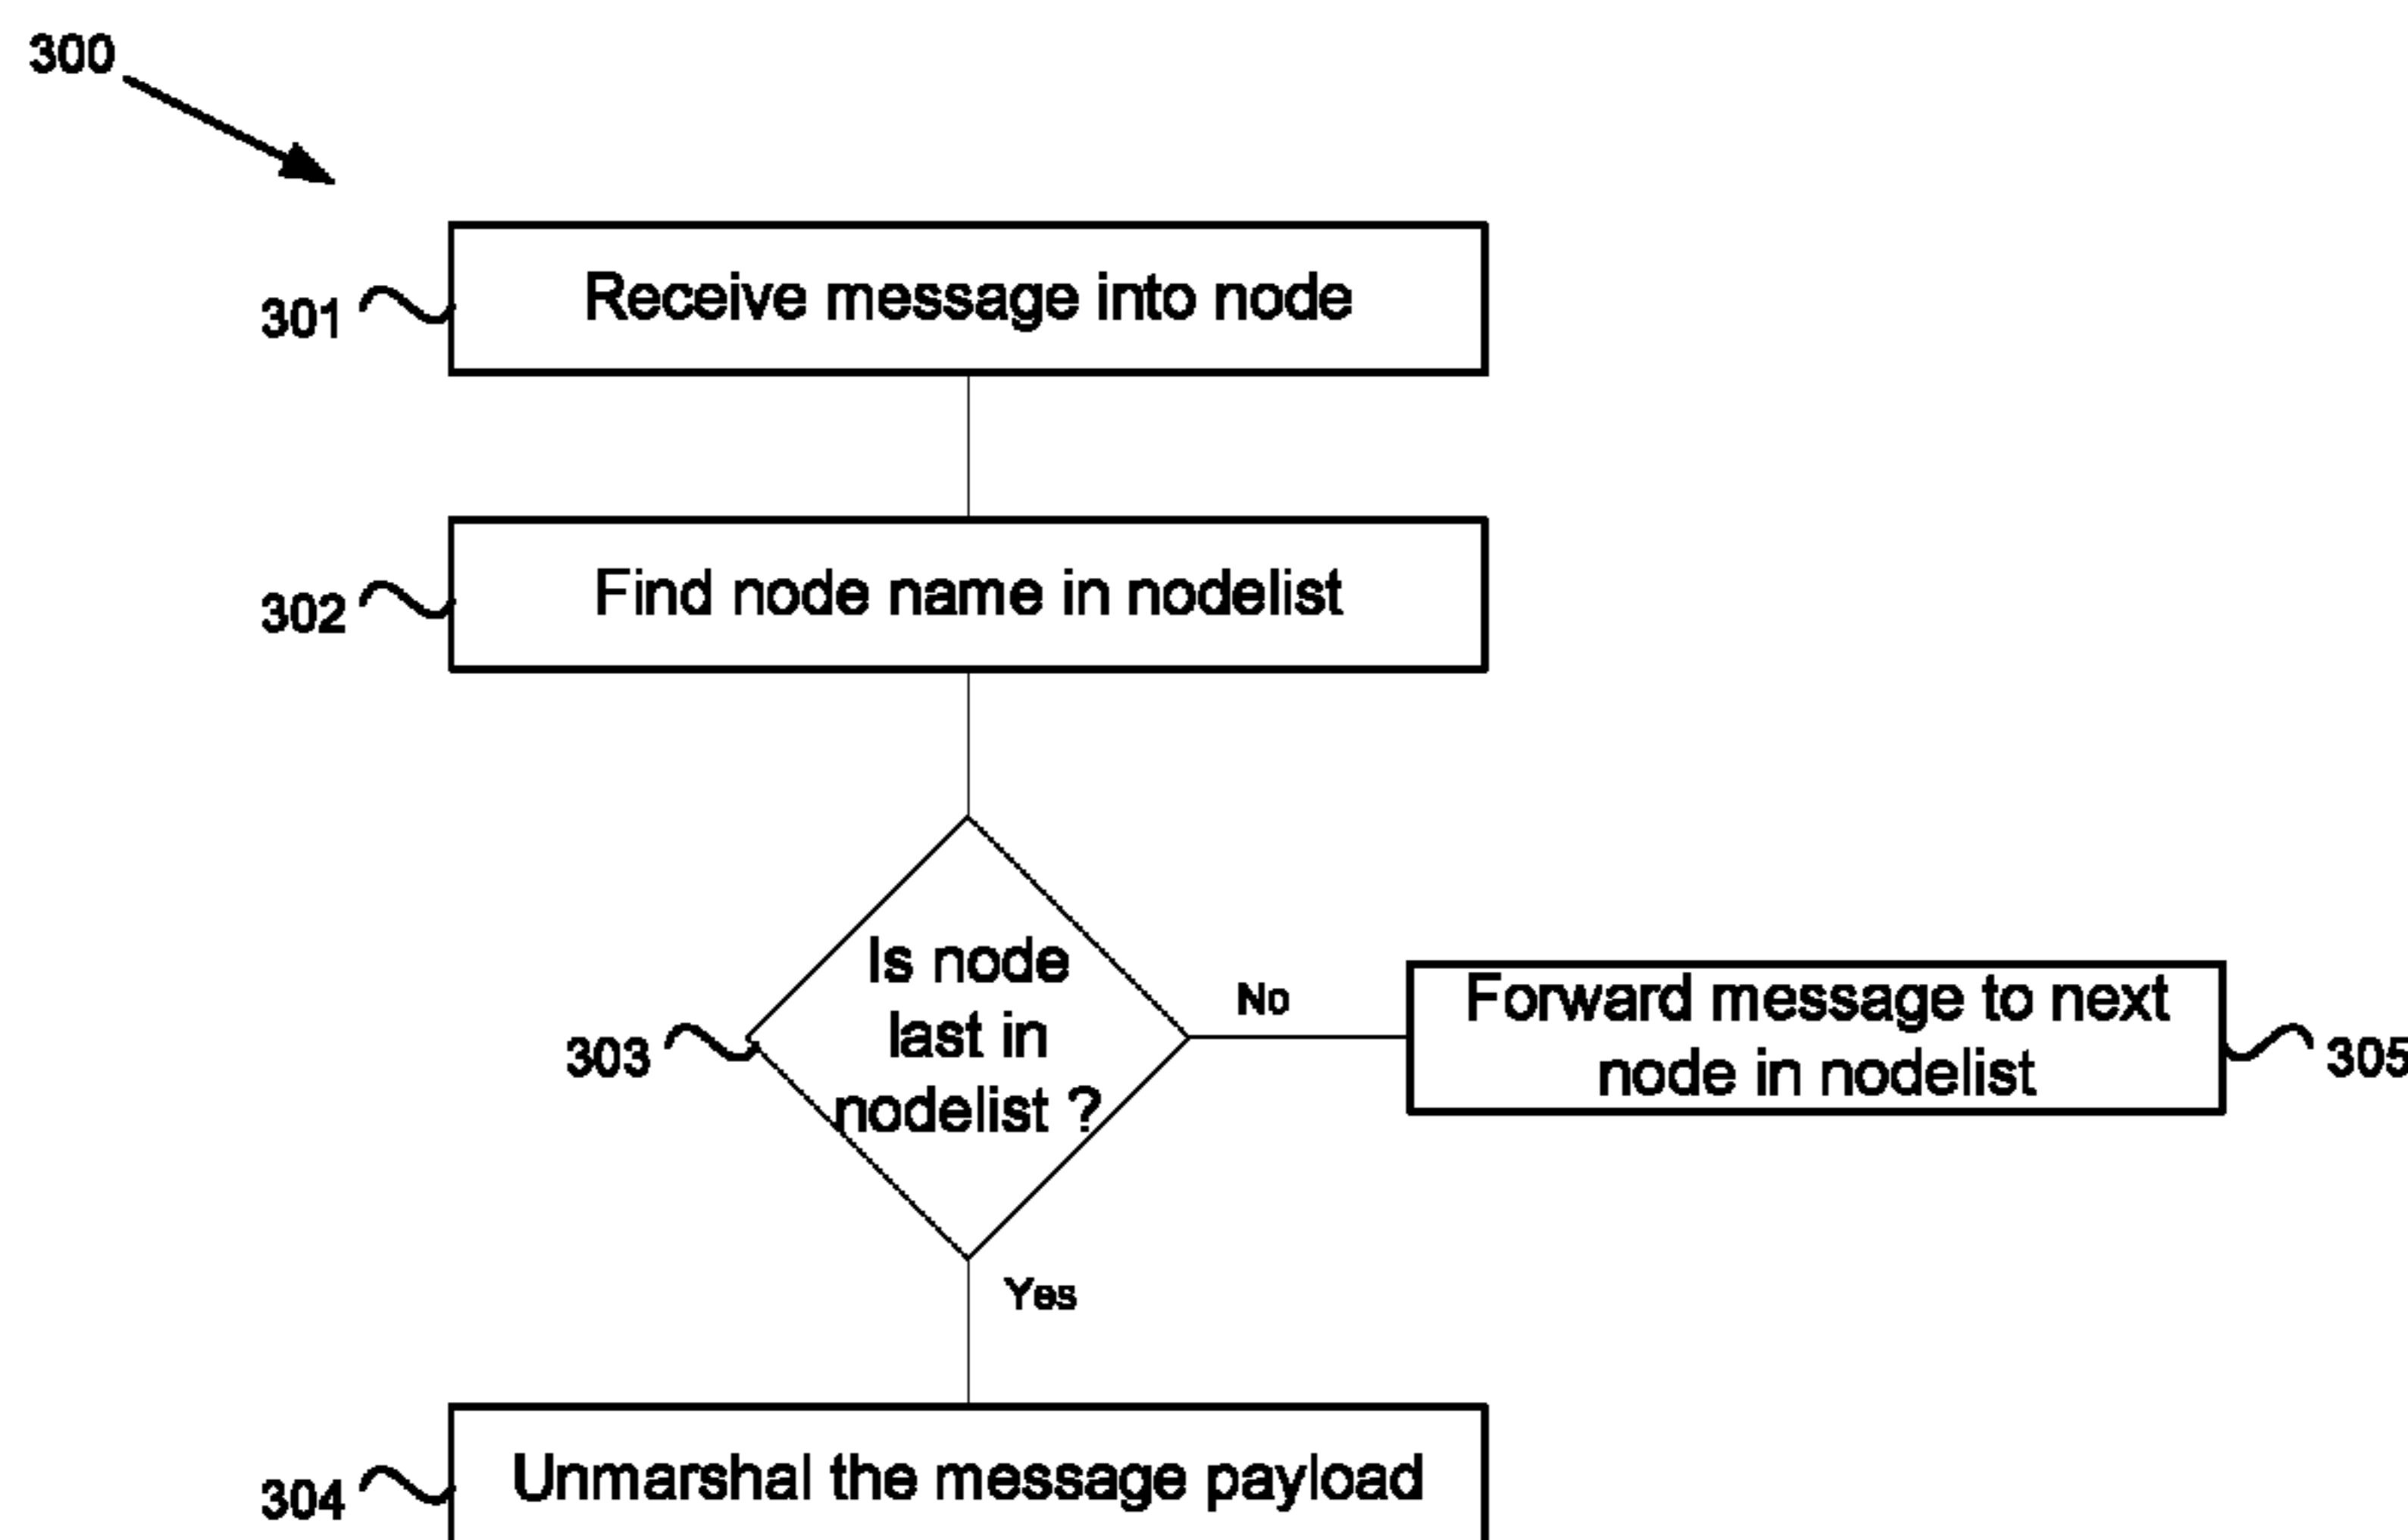 300
301
Receive message into node
302
Find node name in nodelist
303
Is node
last in
nodelist ?
No
Forward message to next
node in nodelist
305
Yes
304
Unmarshal the message payload